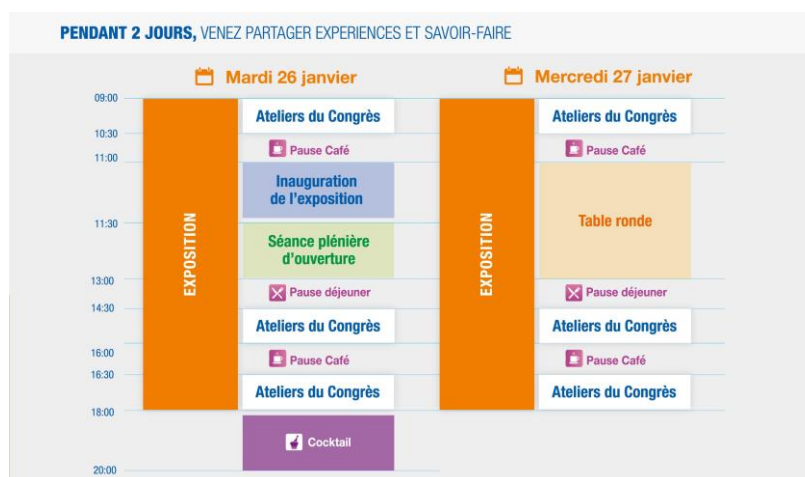 PENDANT 2 JOURS, VENEZ PARTAGER EXPERIENCES ET SAVOIR-FAIRE
Mardi 26 janvier
Mercredi 27 janvier
09:00
10:30
11:00
11:30
13:00
14:30
16:00
16:30
18:00
20:00
EXPOSITION
Ateliers du Congrès
Pause Café
Inauguration
de l'exposition
Séance plénière
d'ouverture
Pause déjeuner
Ateliers du Congrès
Pause Café
Ateliers du Congrès
Cocktail
EXPOSITION
Ateliers du Congrès
Pause Café
Table ronde
Pause déjeuner
Ateliers du Congrès
Pause Café
Ateliers du Congrès